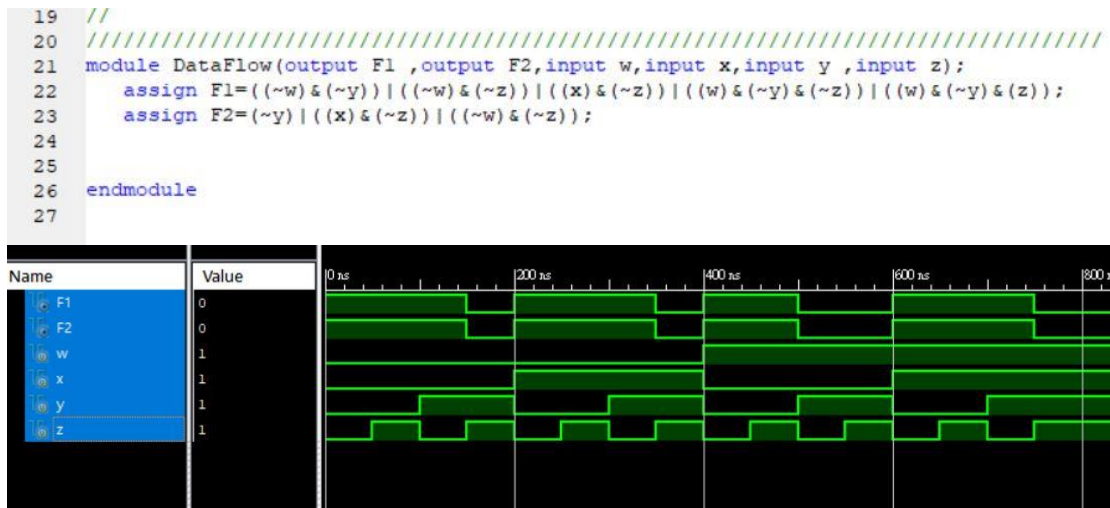 19 //
20 //////////////////////////////////////////////////////////////////////////////////
21 module DataFlow(output F1 ,output F2,input w,input x,input y ,input z);
22 assign F1=((~w)&(~y))|((~w)&(~z))|((x)&(~z))|((w)&(~y)&(~z))|((w)&(~y)&(z));
23 assign F2=(~y)|((x)&(~z))|((~w)&(~z));
24
25
26 endmodule
27
Name Value 0 ns 200 ns 400 ns 600 ns 800
F1 0
F2 0
w 1
x 1
y 1
z 1